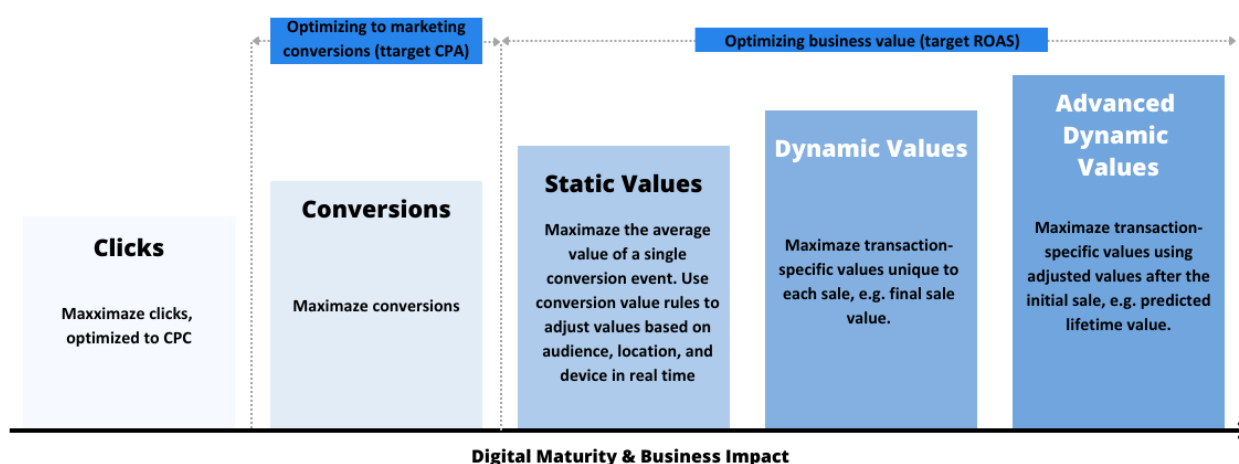 Optimizing to marketing
conversions (ttarget CPA)
Optimizing business value (target ROAS)
Clicks
Maxximaze clicks,
optimized to CPC
Conversions
Maximaze conversions
Static Values
Maximaze the average
value of a single
conversion event. Use
conversion value rules to
adjust values based on
audience, location, and
device in real time
Dynamic Values
Maximaze transaction-
specific values unique to
each sale, e.g. final sale
value.
Advanced
Dynamic
Values
Maximaze transaction-
specific values using
adjusted values after the
initial sale, e.g. predicted
lifetime value.
Digital Maturity & Business Impact